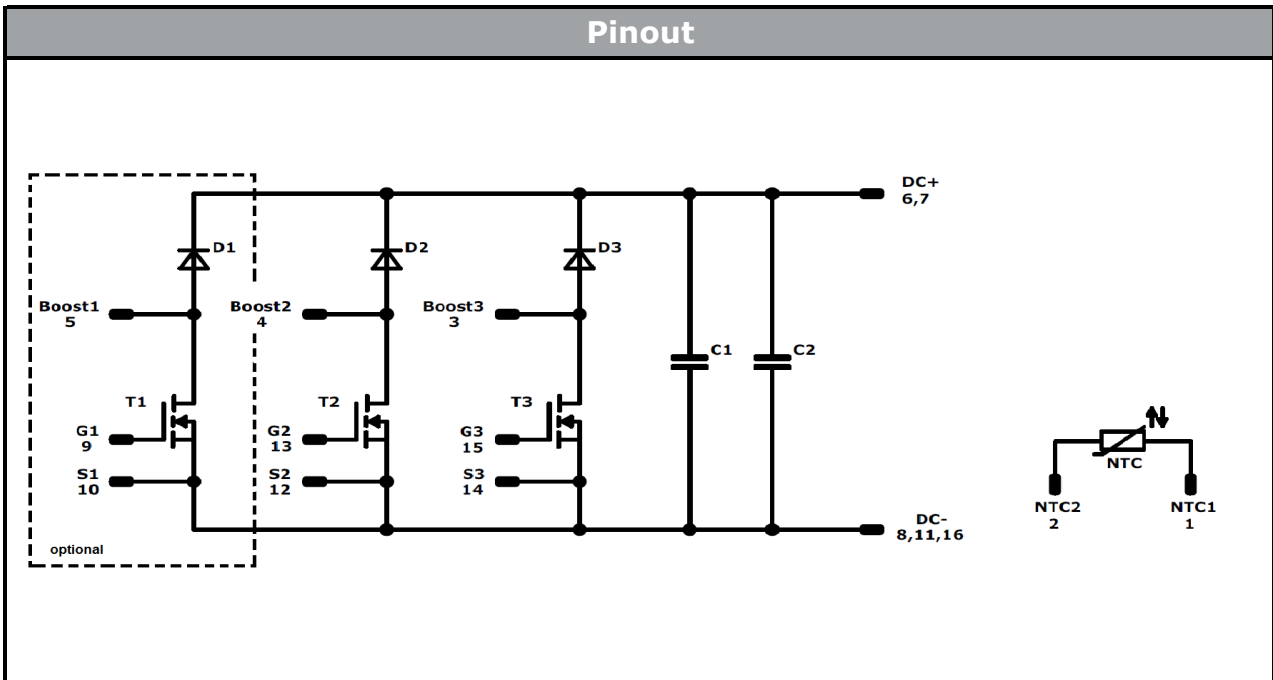 Pinout
DC+
6,7
D1
D2
D3
Boost1
5
Boost2
4
Boost3
3
C1
C2
T1
T2
T3
G1
9
G2
13
G3
15
S1
10
S2
12
S3
14
NTC
NTC2
2
NTC1
1
DC-
8,11,16
optional